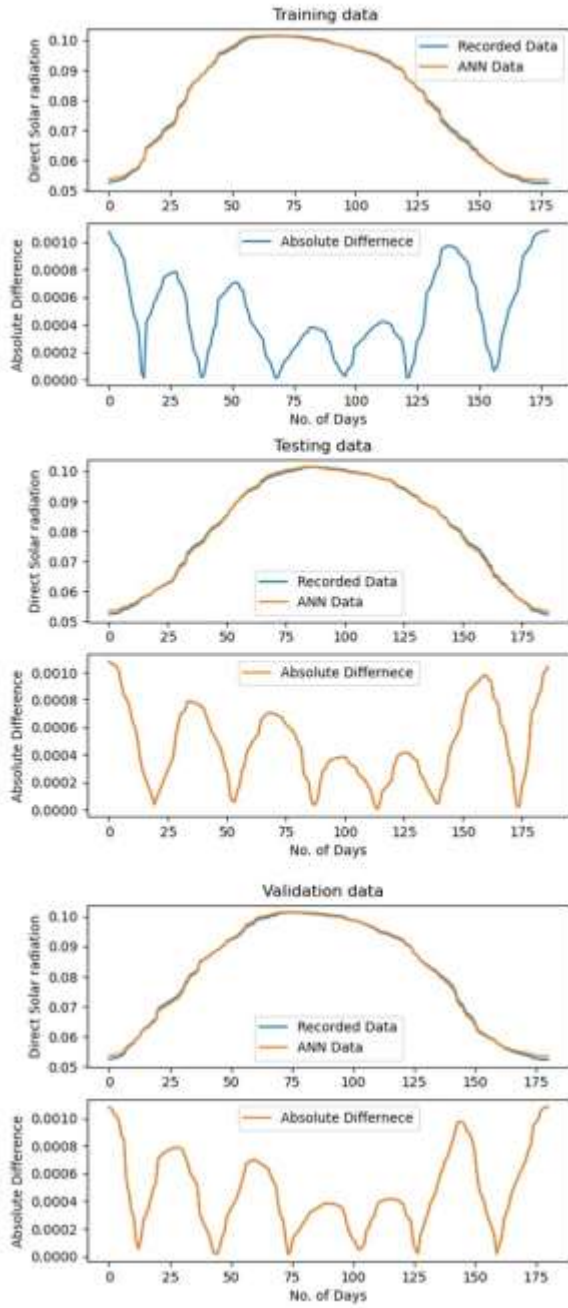 Training data
Direct Solar radiation
0.10
0.09
0.08
0.07
0.06
0.05
Recorded Data
ANN Data
0 25 50 75 100 125 150 175
Absolute Difference
0.0010
0.0008
0.0006
0.0004
0.0002
0.0000
Absolute Differnece
0 25 50 75 100 125 150 175
No. of Days
Testing data
Direct Solar radiation
0.10
0.09
0.08
0.07
0.06
0.05
Recorded Data
ANN Data
0 25 50 75 100 125 150 175
Absolute Difference
0.0010
0.0008
0.0006
0.0004
0.0002
0.0000
Absolute Differnece
0 25 50 75 100 125 150 175
No. of Days
Validation data
Direct Solar radiation
0.10
0.09
0.08
0.07
0.06
0.05
Recorded Data
ANN Data
0 25 50 75 100 125 150 175
Absolute Difference
0.0010
0.0008
0.0006
0.0004
0.0002
0.0000
Absolute Differnece
0 25 50 75 100 125 150 175
No. of Days